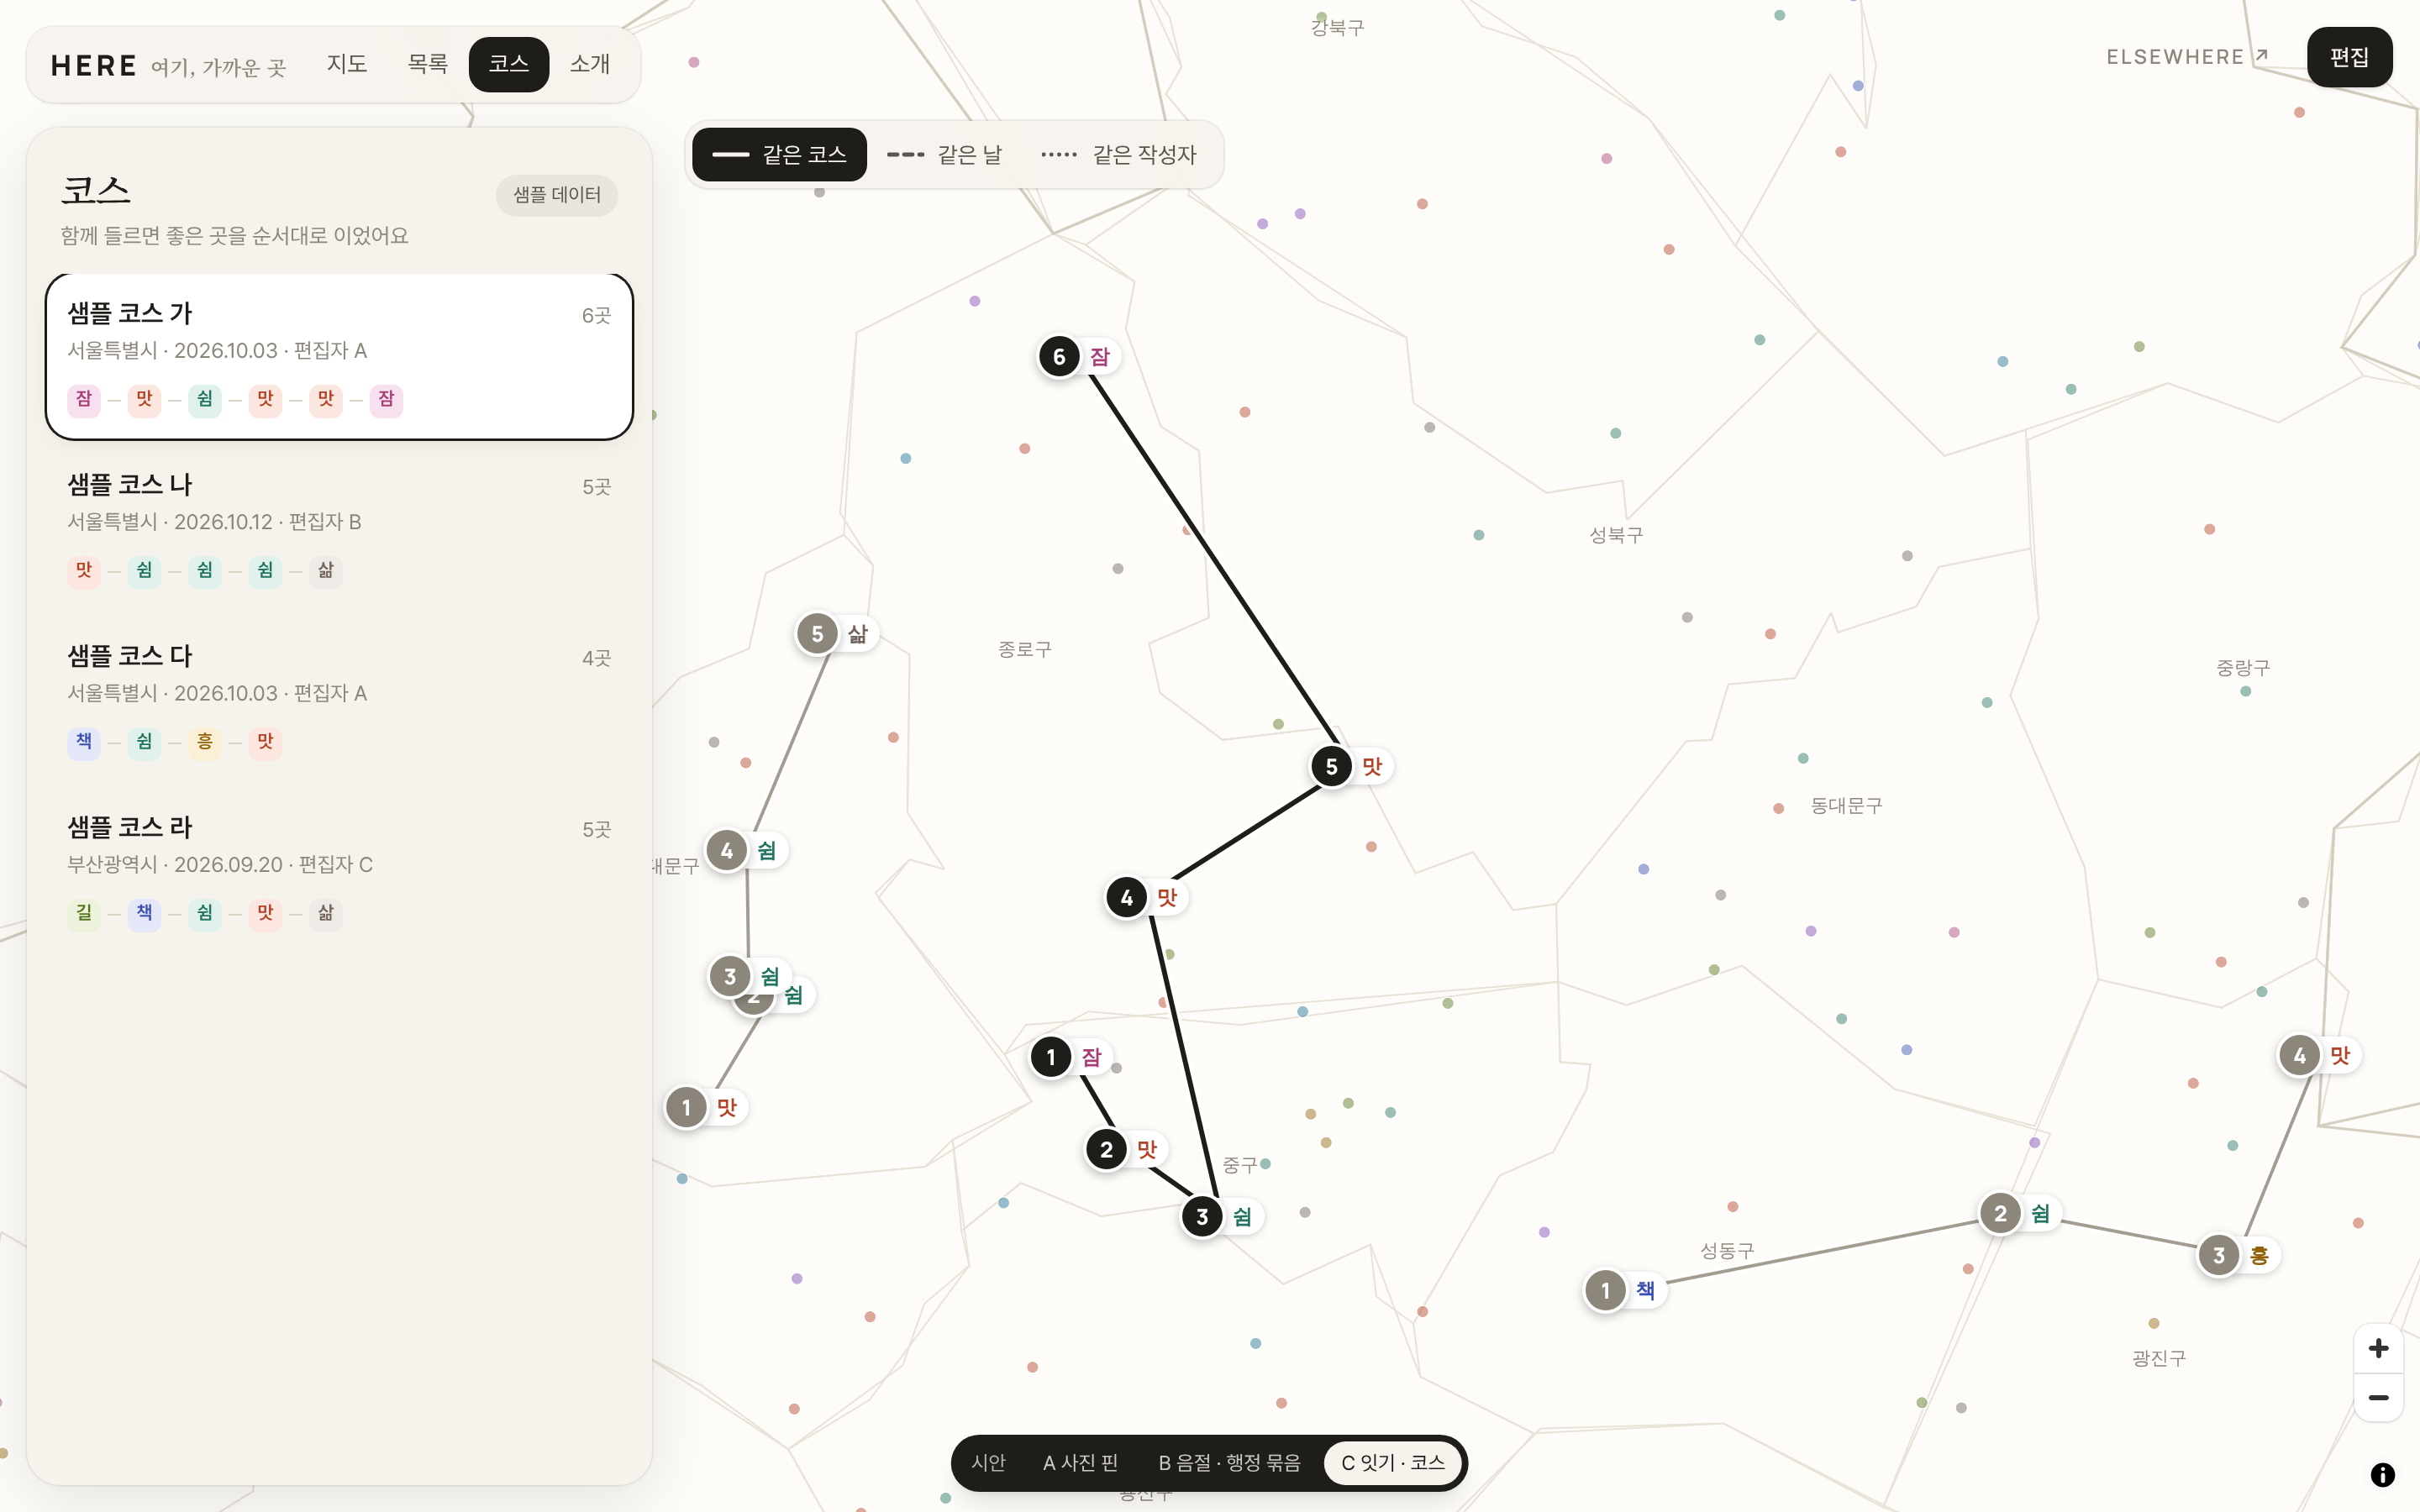 HERE 여기, 가까운 곳 지도 목록 코스 소개
ELSEWHERE ↗ 편집
같은 코스 같은 날 같은 작성자
코스 샘플 데이터
함께 들르면 좋은 곳을 순서대로 이었어요
샘플 코스 가 6곳
서울특별시 · 2026.10.03 · 편집자 A
잠 – 맛 – 쉼 – 맛 – 맛 – 잠
샘플 코스 나 5곳
서울특별시 · 2026.10.12 · 편집자 B
맛 – 쉼 – 쉼 – 쉼 – 삶
샘플 코스 다 4곳
서울특별시 · 2026.10.03 · 편집자 A
책 – 쉼 – 흥 – 맛
샘플 코스 라 5곳
부산광역시 · 2026.09.20 · 편집자 C
길 – 책 – 쉼 – 맛 – 삶
강북구
6 잠
성북구
5 삶
종로구
중랑구
5 맛
동대문구
4 쉼
대문구
4 맛
3 쉼
2 쉼
1 잠
4 맛
1 맛
2 맛
중구
3 쉼
2 쉼
성동구
3 흥
1 책
광진구
시안 A 사진 핀 B 음절 · 행정 묶음 C 잇기 · 코스